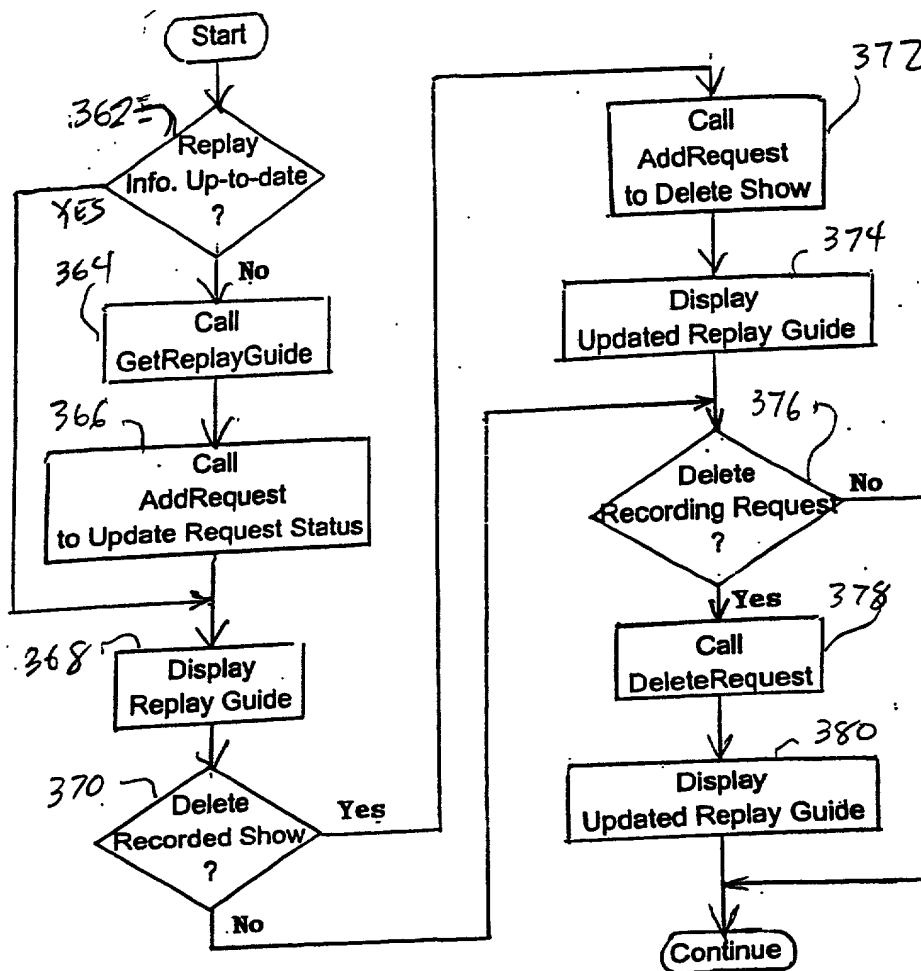 Start
362
Replay
Info. Up-to-date
?
YES
No
364
Call
GetReplayGuide
366
Call
AddRequest
to Update Request Status
368
Display
Replay Guide
370
Delete
Recorded Show
?
Yes
No
372
Call
AddRequest
to Delete Show
374
Display
Updated Replay Guide
376
Delete
Recording Request
?
No
Yes
378
Call
DeleteRequest
380
Display
Updated Replay Guide
Continue